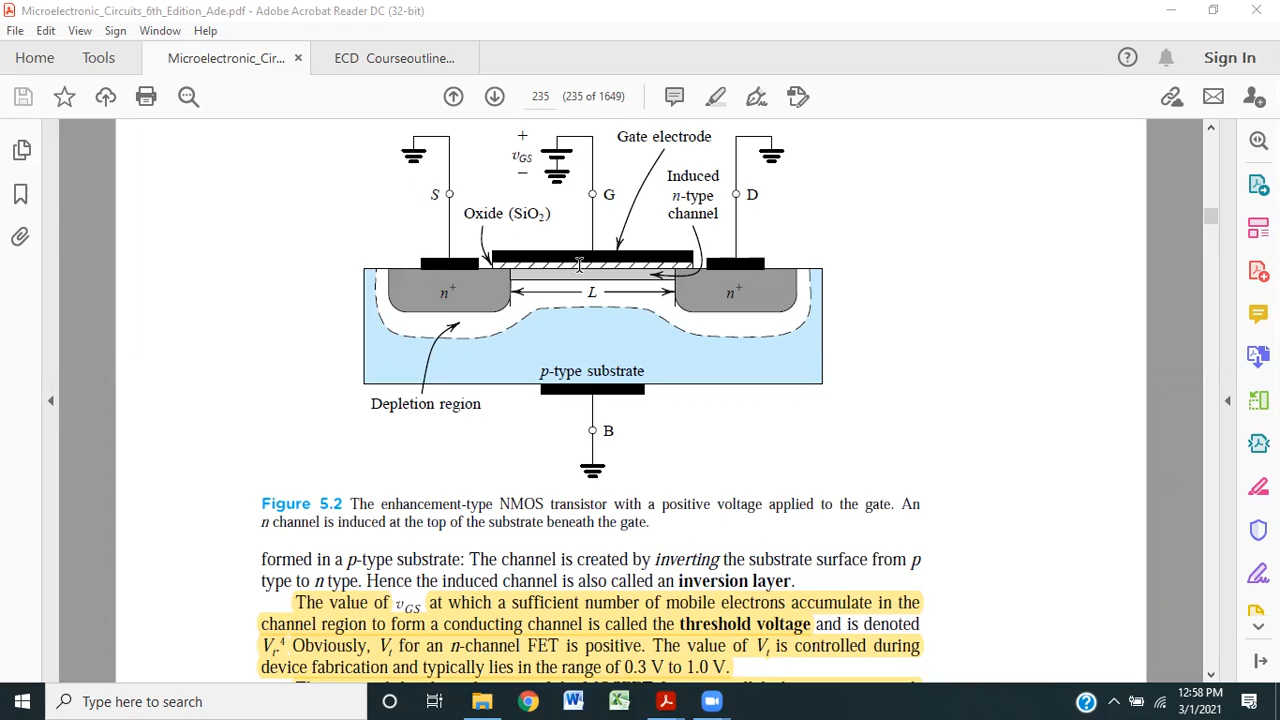 Microelectronic_Circuits_6th_Edition_Ade.pdf - Adobe Acrobat Reader DC (32-bit)
File Edit View Sign Window Help
Home Tools Microelectronic_Cir... × ECD Courseoutline... Sign In
235 (235 of 1649)
+
vGS
−
Gate electrode
Induced
n-type
channel
S
G
D
Oxide (SiO2)
n+
L
n+
p-type substrate
Depletion region
B
Figure 5.2 The enhancement-type NMOS transistor with a positive voltage applied to the gate. An
n channel is induced at the top of the substrate beneath the gate.
formed in a p-type substrate: The channel is created by inverting the substrate surface from p
type to n type. Hence the induced channel is also called an inversion layer.
The value of vGS at which a sufficient number of mobile electrons accumulate in the
channel region to form a conducting channel is called the threshold voltage and is denoted
Vt.4 Obviously, Vt for an n-channel FET is positive. The value of Vt is controlled during
device fabrication and typically lies in the range of 0.3 V to 1.0 V.
Type here to search
12:58 PM
3/1/2021